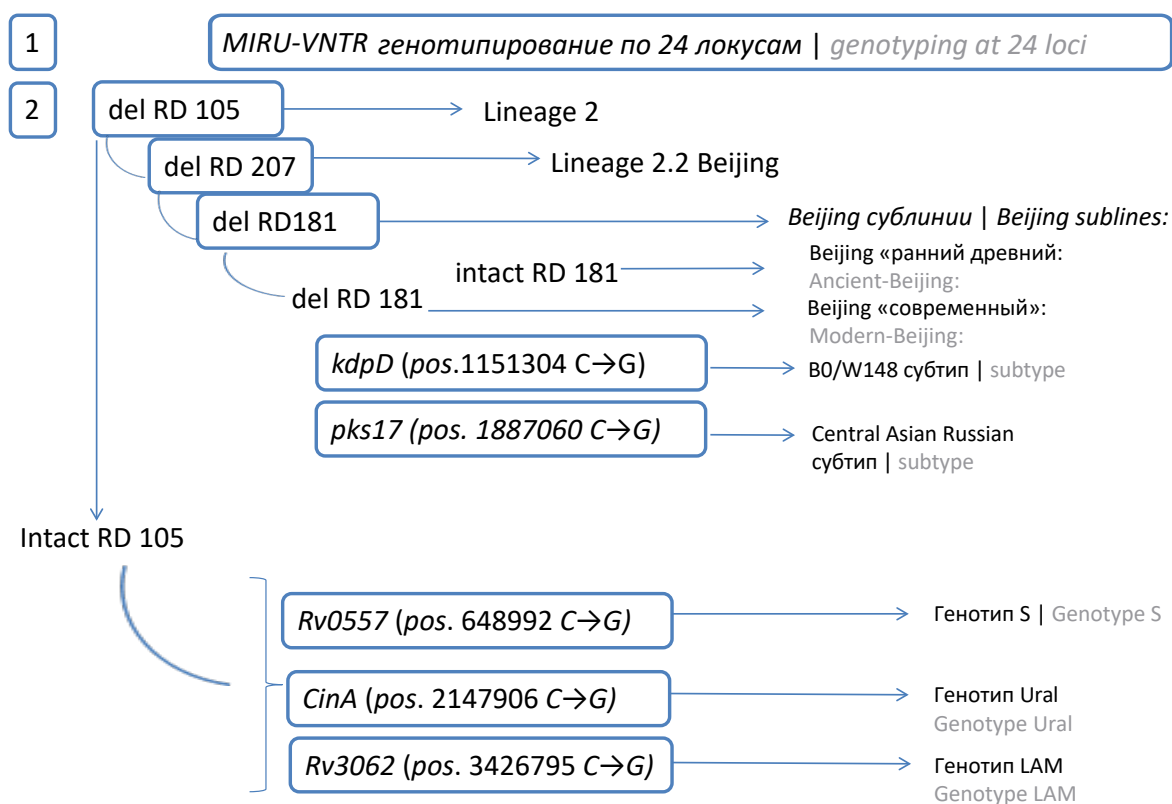 1
MIRU-VNTR генотипирование по 24 локусам | genotyping at 24 loci
2
del RD 105
Lineage 2
del RD 207
Lineage 2.2 Beijing
del RD181
Beijing сублинии | Beijing sublines:
intact RD 181
Beijing «ранний древний:
Ancient-Beijing:
del RD 181
Beijing «современный»:
Modern-Beijing:
kdpD (pos.1151304 C→G)
B0/W148 субтип | subtype
pks17 (pos. 1887060 C→G)
Central Asian Russian
субтип | subtype
Intact RD 105
Rv0557 (pos. 648992 C→G)
Генотип S | Genotype S
CinA (pos. 2147906 C→G)
Генотип Ural
Genotype Ural
Rv3062 (pos. 3426795 C→G)
Генотип LAM
Genotype LAM